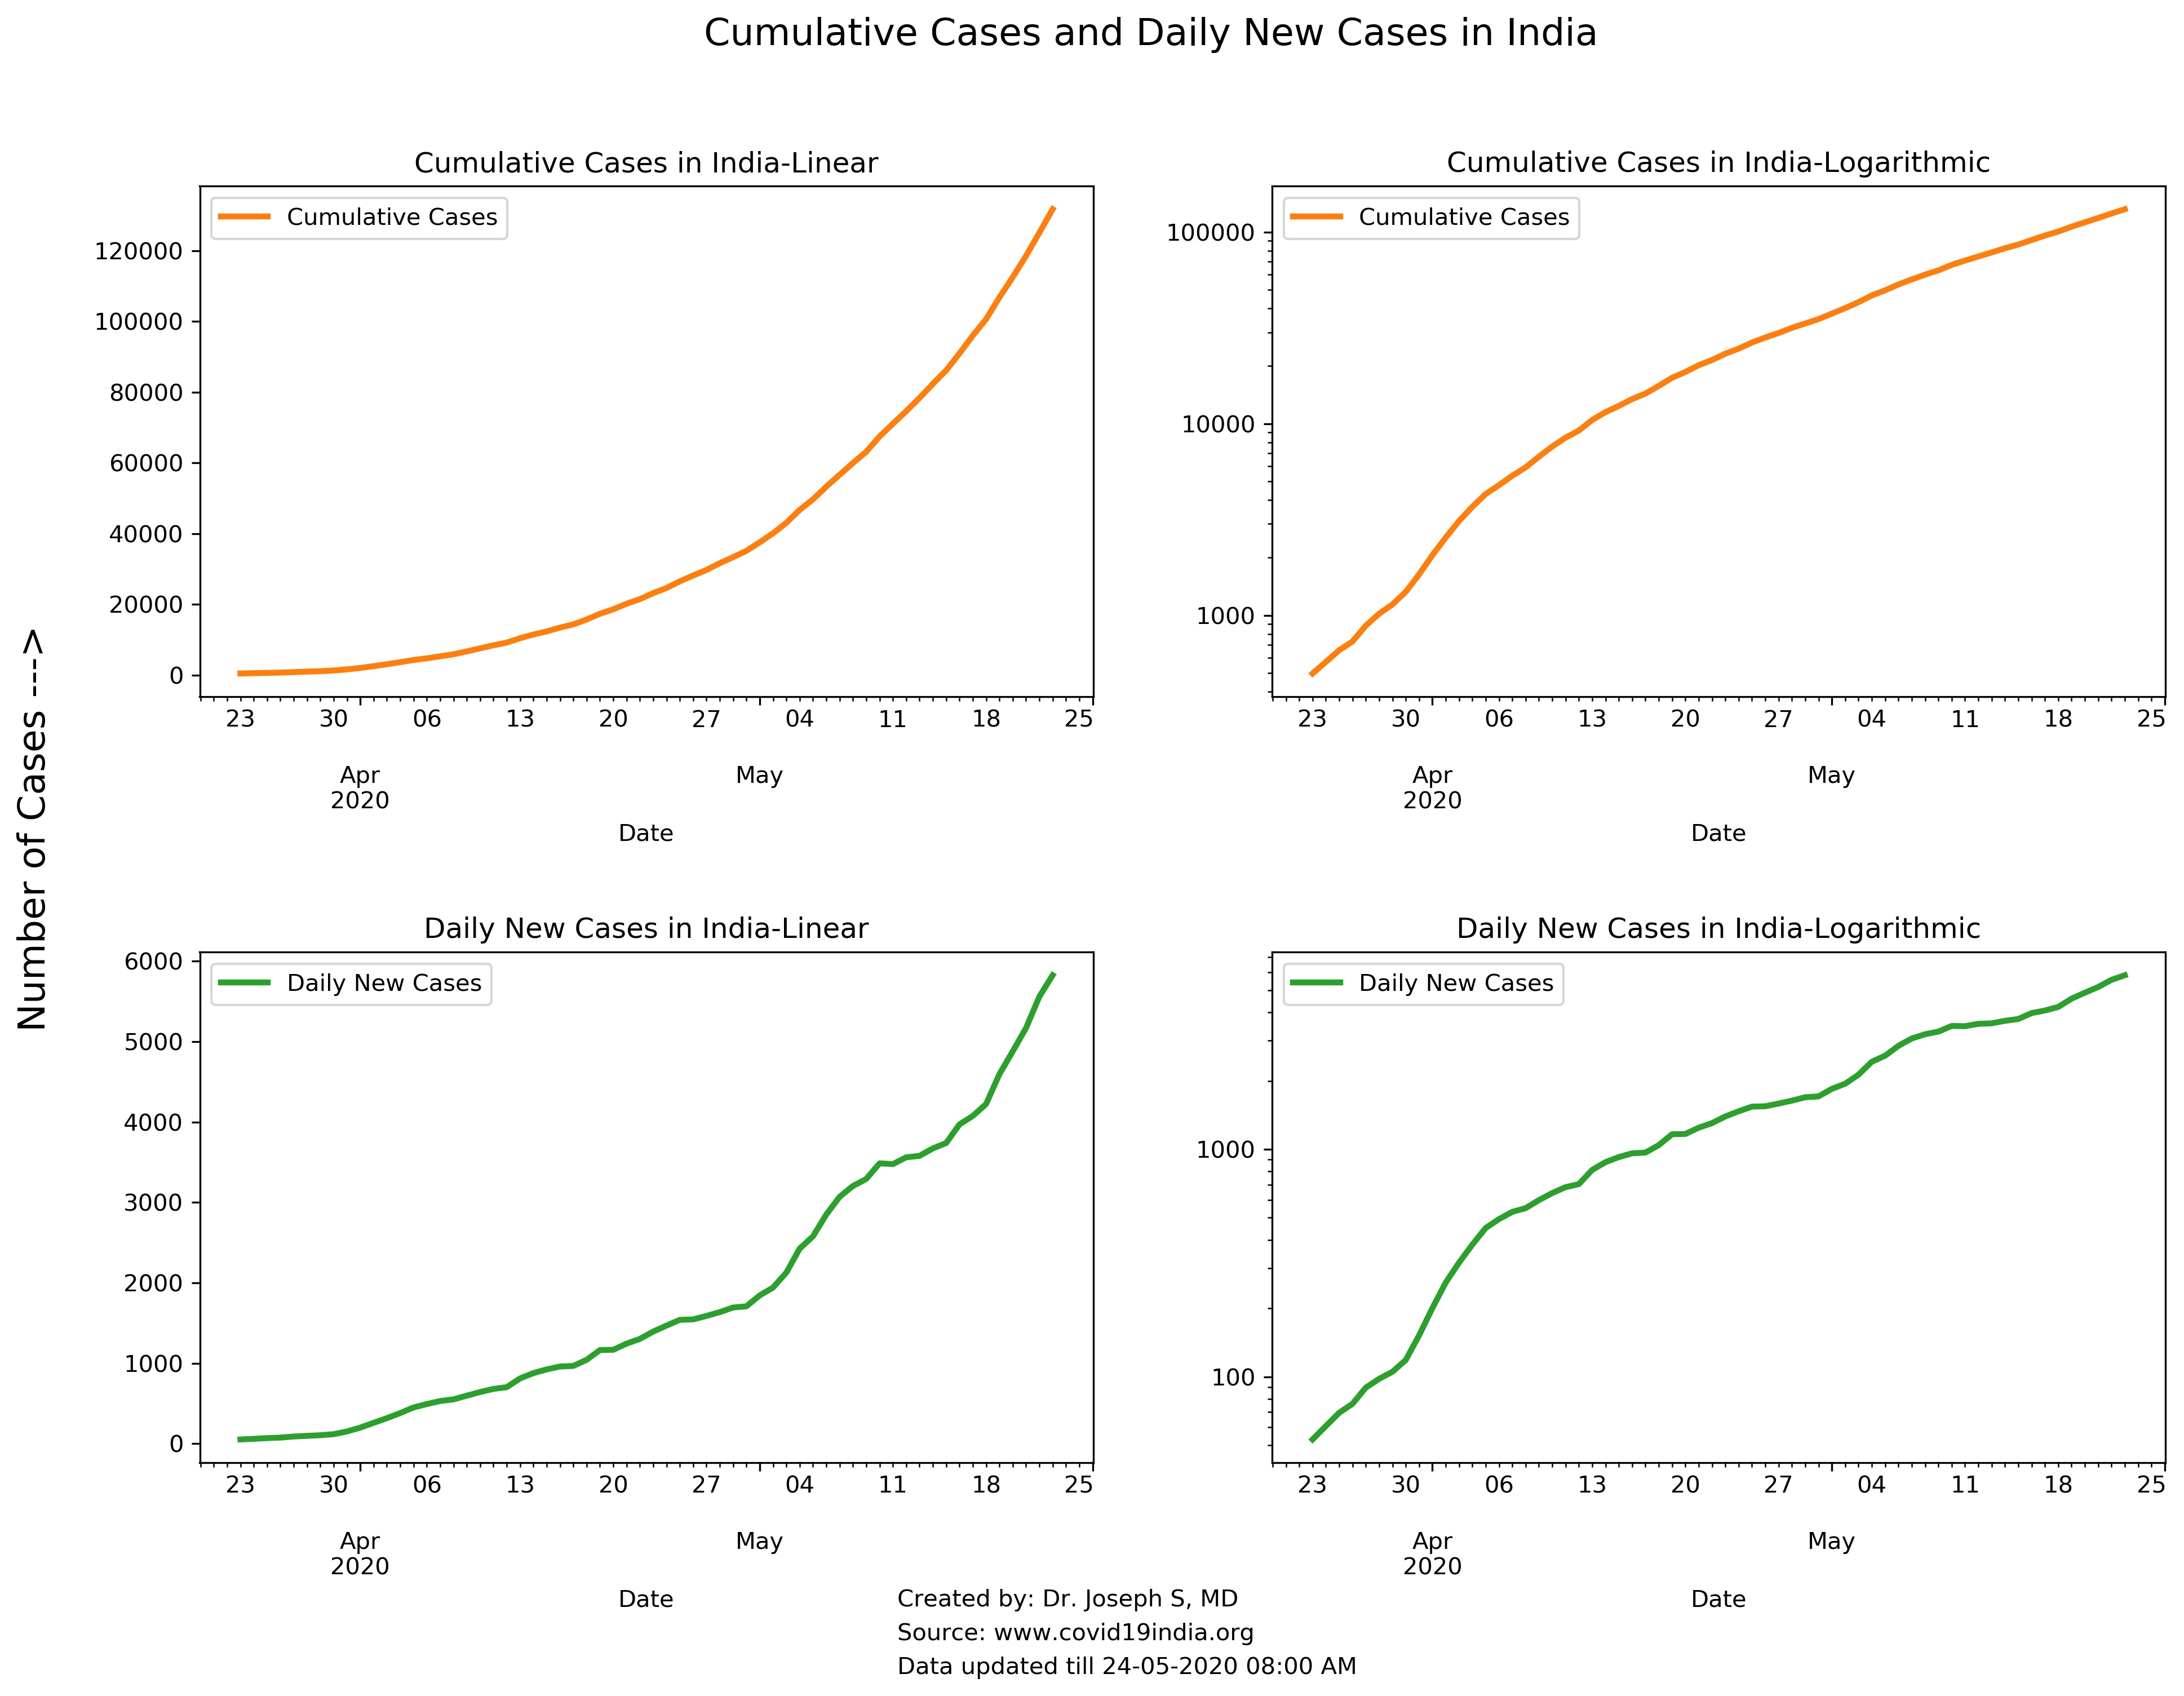 Cumulative Cases and Daily New Cases in India
Number of Cases --->
Cumulative Cases in India-Linear
Cumulative Cases
120000
100000
80000
60000
40000
20000
0
23 30 06 13 20 27 04 11 18 25
Apr May
2020
Date
Cumulative Cases in India-Logarithmic
Cumulative Cases
100000
10000
1000
23 30 06 13 20 27 04 11 18 25
Apr May
2020
Date
Daily New Cases in India-Linear
Daily New Cases
6000
5000
4000
3000
2000
1000
0
23 30 06 13 20 27 04 11 18 25
Apr May
2020
Date
Daily New Cases in India-Logarithmic
Daily New Cases
1000
100
23 30 06 13 20 27 04 11 18 25
Apr May
2020
Date
Created by: Dr. Joseph S, MD
Source: www.covid19india.org
Data updated till 24-05-2020 08:00 AM